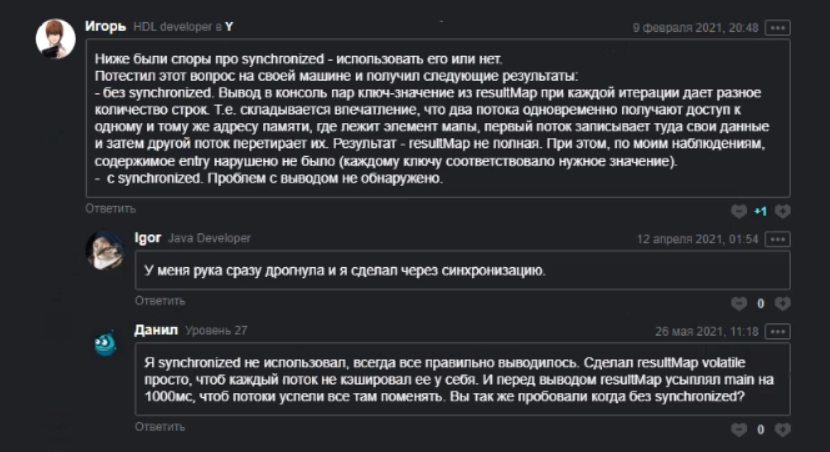 Игорь HDL developer в Y 9 февраля 2021, 20:48
Ниже были споры про synchronized - использовать его или нет.
Потестил этот вопрос на своей машине и получил следующие результаты:
- без synchronized. Вывод в консоль пар ключ-значение из resultMap при каждой итерации дает разное
количество строк. Т.е. складывается впечатление, что два потока одновременно получают доступ к
одному и тому же адресу памяти, где лежит элемент мапы, первый поток записывает туда свои данные
и затем другой поток перетирает их. Результат - resultMap не полная. При этом, по моим наблюдениям,
содержимое entry нарушено не было (каждому ключу соответствовало нужное значение).
- с synchronized. Проблем с выводом не обнаружено.
Ответить +1
Igor Java Developer 12 апреля 2021, 01:54
У меня рука сразу дрогнула и я сделал через синхронизацию.
Ответить 0
Данил Уровень 27 26 мая 2021, 11:18
Я synchronized не использовал, всегда все правильно выводилось. Сделал resultMap volatile
просто, чтоб каждый поток не кэшировал ее у себя. И перед выводом resultMap усыплял main на
1000мс, чтоб потоки успели все там поменять. Вы так же пробовали когда без synchronized?
Ответить 0